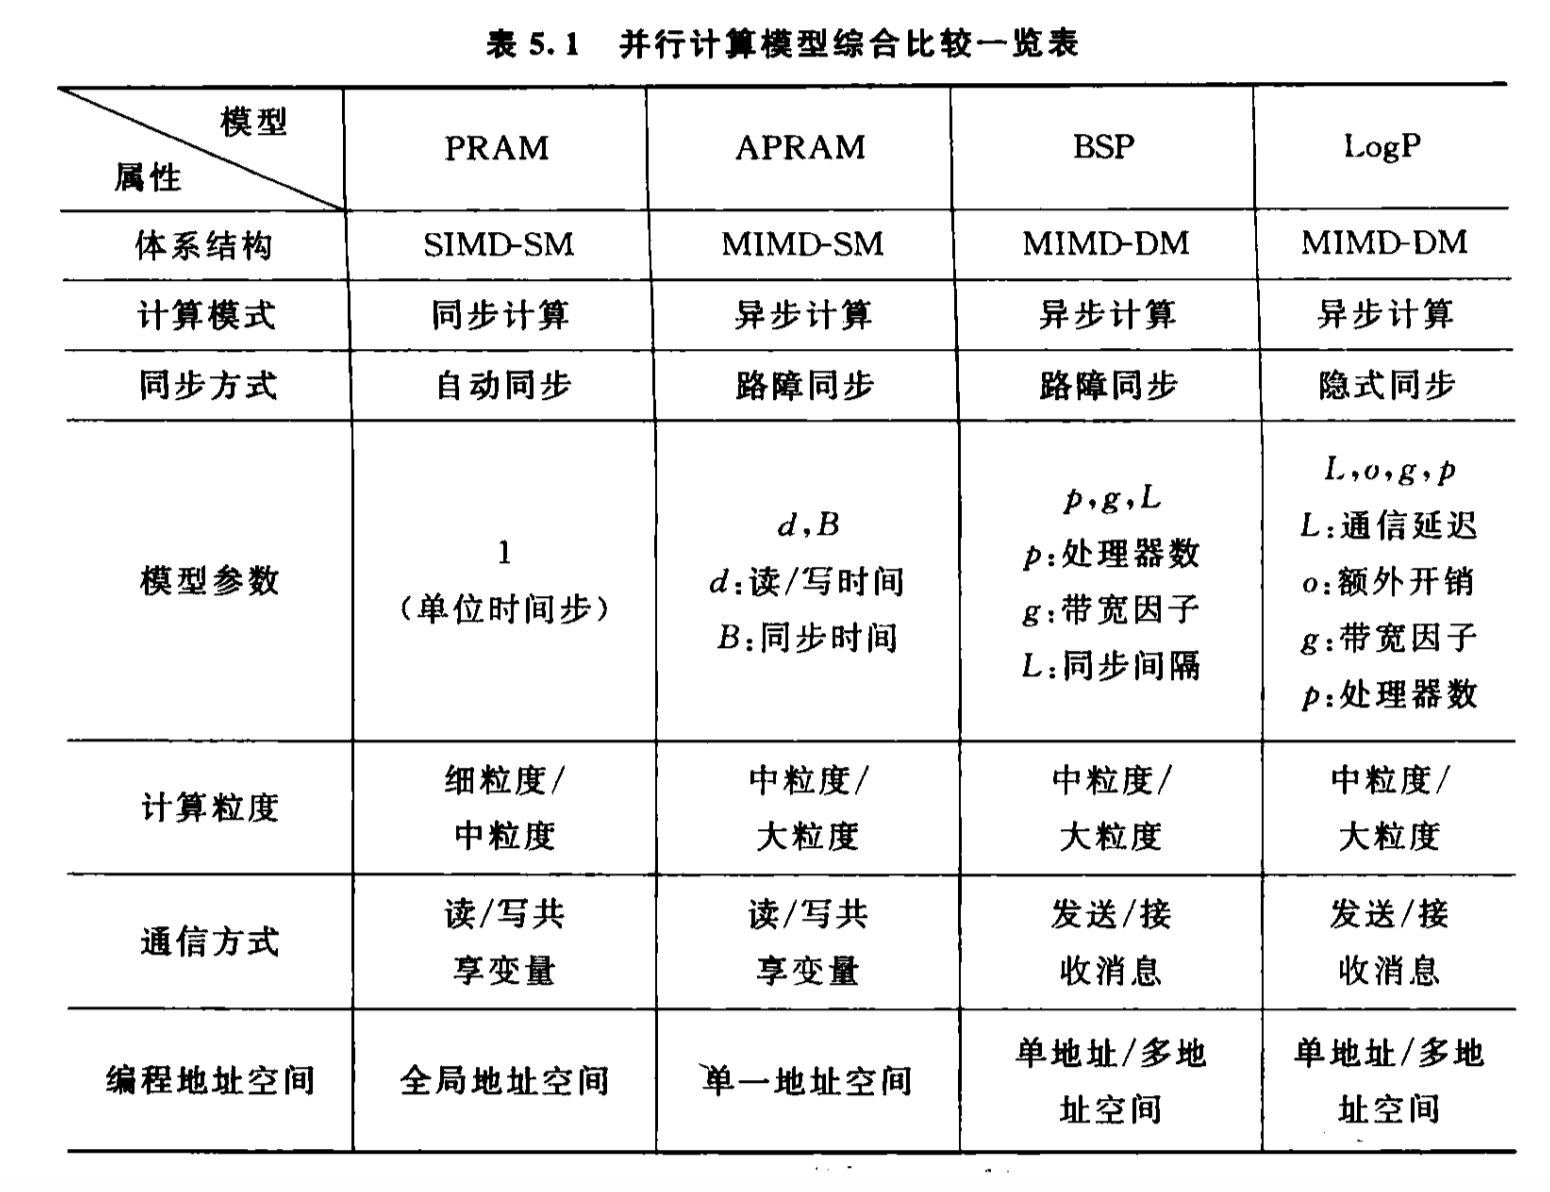 表 5.1 并行计算模型综合比较一览表
模型
属性
PRAM APRAM BSP LogP
体系结构 SIMD-SM MIMD-SM MIMD-DM MIMD-DM
计算模式 同步计算 异步计算 异步计算 异步计算
同步方式 自动同步 路障同步 路障同步 隐式同步
模型参数
1
(单位时间步)
d,B
d:读/写时间
B:同步时间
p,g,L
p:处理器数
g:带宽因子
L:同步间隔
L,o,g,p
L:通信延迟
o:额外开销
g:带宽因子
p:处理器数
计算粒度
细粒度/
中粒度
中粒度/
大粒度
中粒度/
大粒度
中粒度/
大粒度
通信方式
读/写共
享变量
读/写共
享变量
发送/接
收消息
发送/接
收消息
编程地址空间
全局地址空间
单一地址空间
单地址/多地
址空间
单地址/多地
址空间